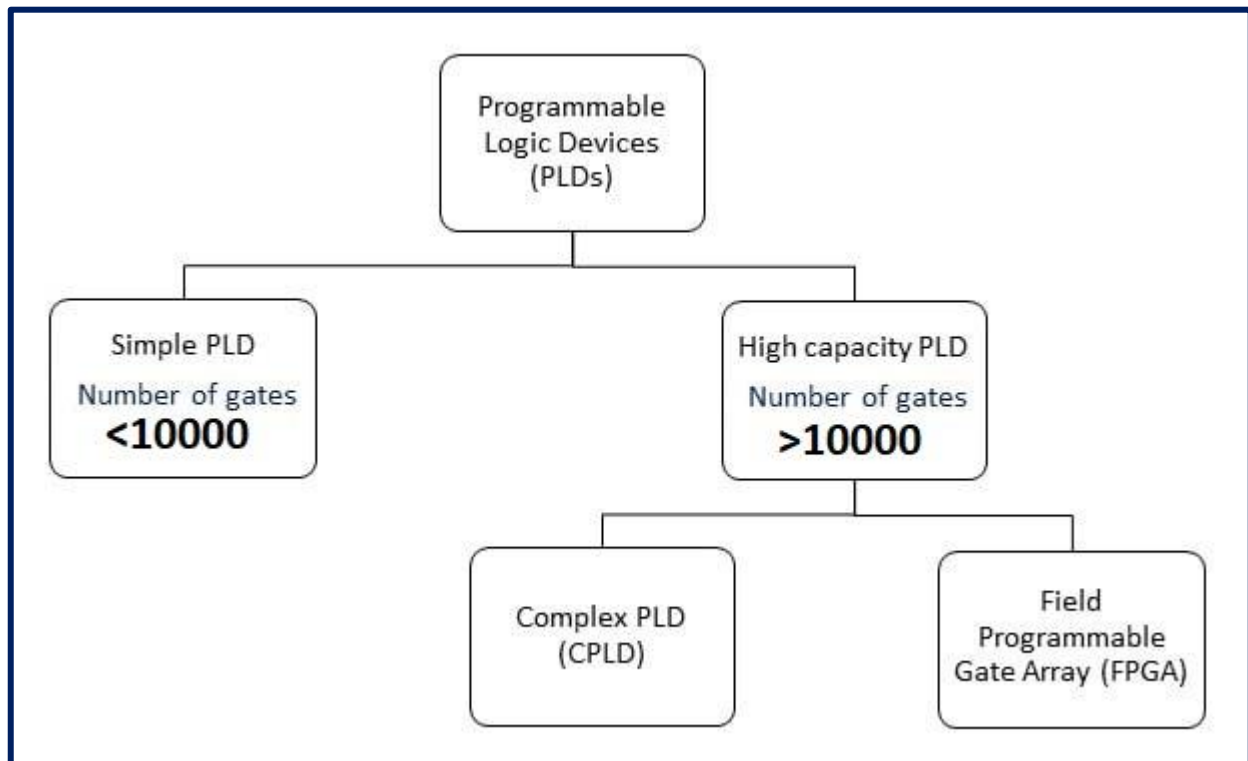 Programmable
Logic Devices
(PLDs)
Simple PLD
Number of gates
<10000
High capacity PLD
Number of gates
>10000
Complex PLD
(CPLD)
Field
Programmable
Gate Array (FPGA)